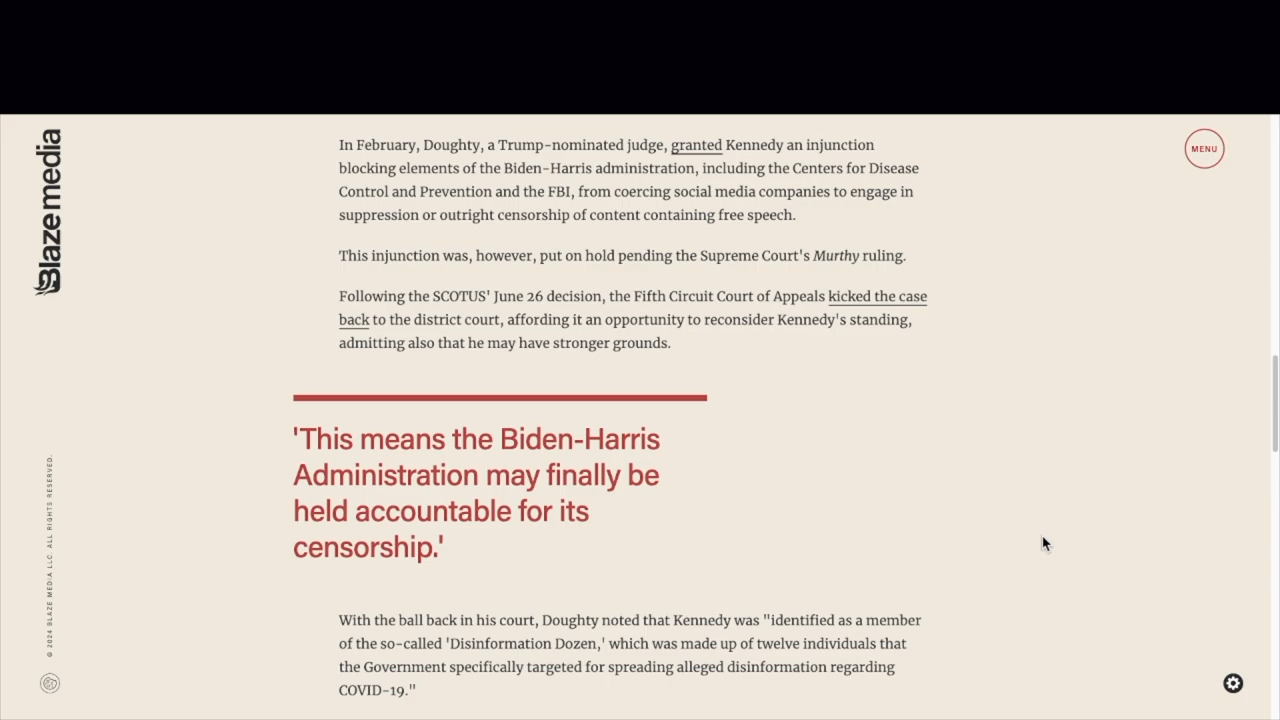 Blaze media
MENU
In February, Doughty, a Trump-nominated judge, granted Kennedy an injunction
blocking elements of the Biden-Harris administration, including the Centers for Disease
Control and Prevention and the FBI, from coercing social media companies to engage in
suppression or outright censorship of content containing free speech.
This injunction was, however, put on hold pending the Supreme Court's Murthy ruling.
Following the SCOTUS' June 26 decision, the Fifth Circuit Court of Appeals kicked the case
back to the district court, affording it an opportunity to reconsider Kennedy's standing,
admitting also that he may have stronger grounds.
'This means the Biden-Harris
Administration may finally be
held accountable for its
censorship.'
With the ball back in his court, Doughty noted that Kennedy was "identified as a member
of the so-called 'Disinformation Dozen,' which was made up of twelve individuals that
the Government specifically targeted for spreading alleged disinformation regarding
COVID-19."
© 2024 BLAZE MEDIA LLC. ALL RIGHTS RESERVED.